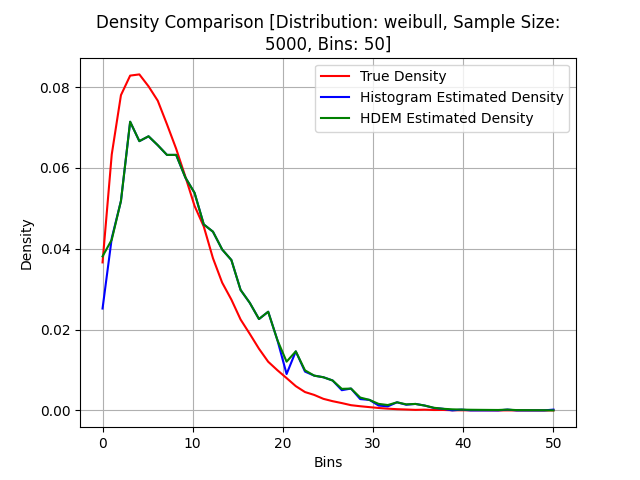 Density Comparison [Distribution: weibull, Sample Size:
5000, Bins: 50]
True Density
Histogram Estimated Density
HDEM Estimated Density
Density
0.08
0.06
0.04
0.02
0.00
0
10
20
30
40
50
Bins